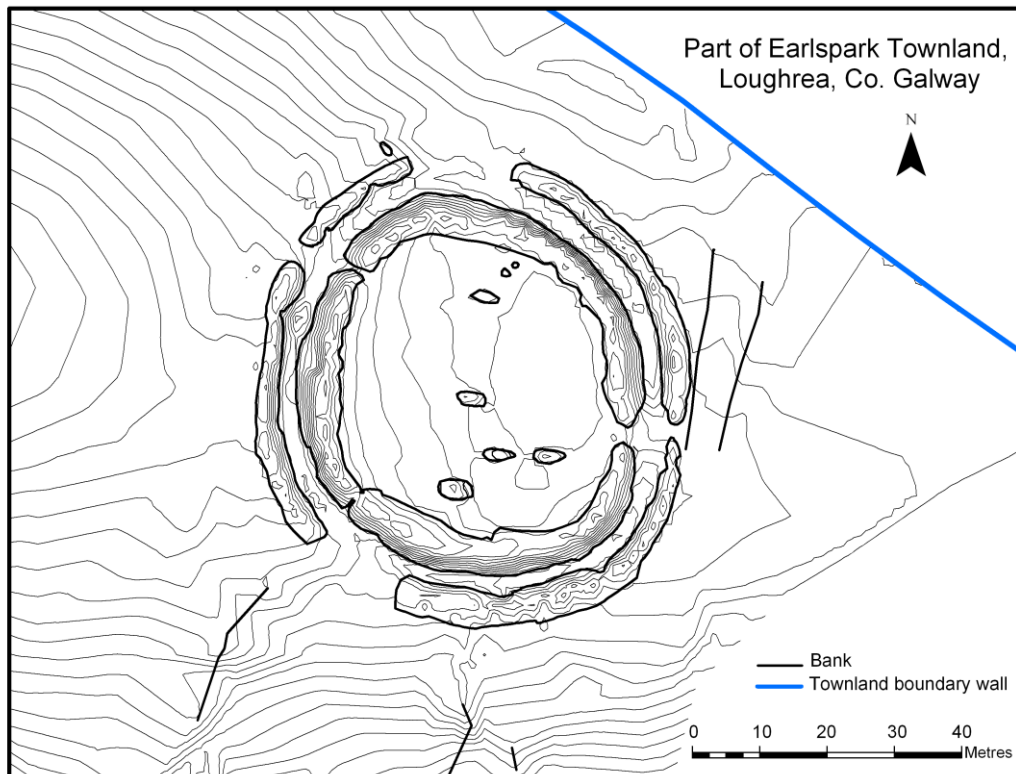 Part of Earlspark Townland,
Loughrea, Co. Galway
N
Bank
Townland boundary wall
0 10 20 30 40
Metres